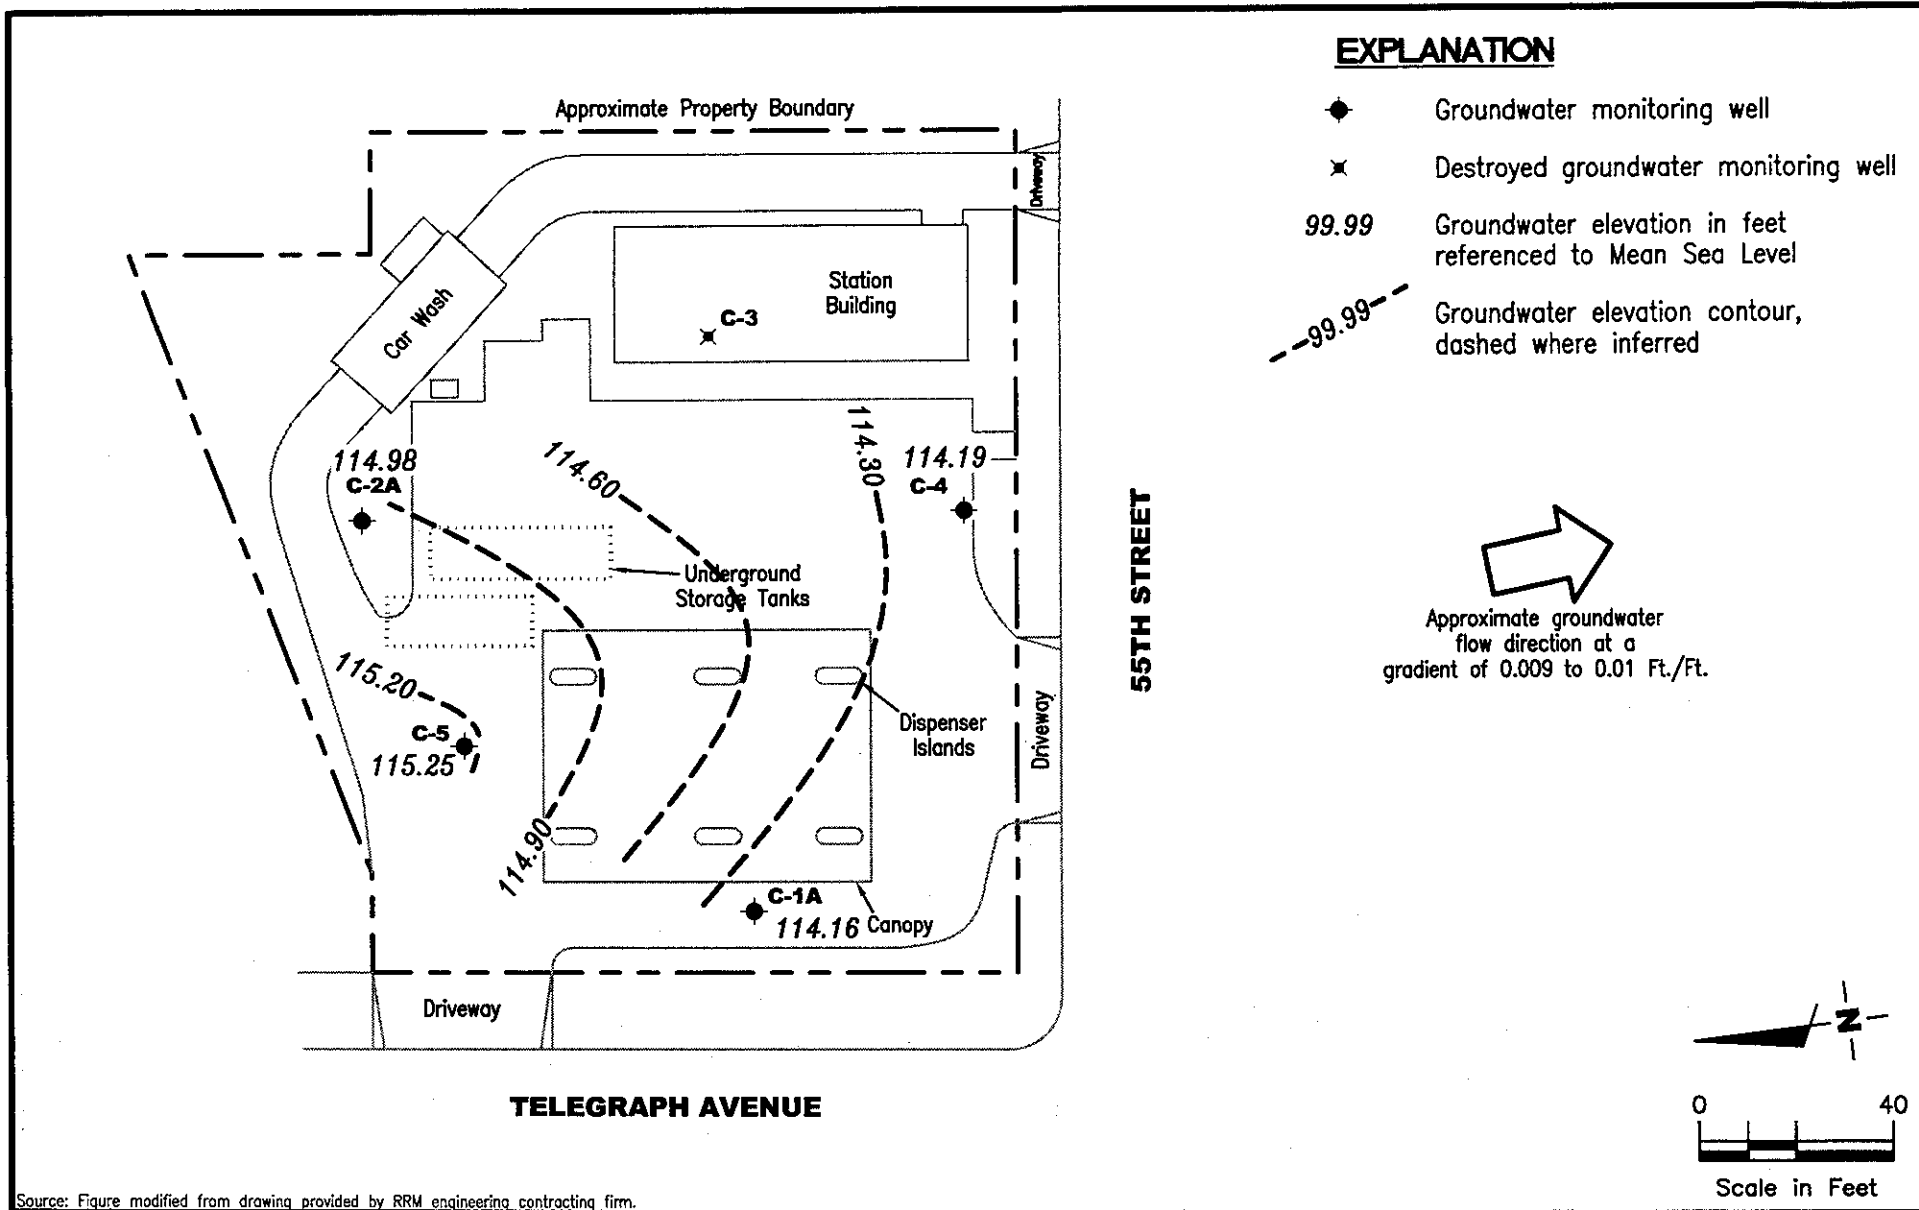 EXPLANATION
Groundwater monitoring well
Destroyed groundwater monitoring well
99.99
Groundwater elevation in feet
referenced to Mean Sea Level
99.99
Groundwater elevation contour,
dashed where inferred
Approximate Property Boundary
Driveway
Station
Building
Car Wash
C-3
114.98
C-2A
114.60
114.30
114.19
C-4
Underground
Storage Tanks
55TH STREET
Approximate groundwater
flow direction at a
gradient of 0.009 to 0.01 Ft./Ft.
115.20
C-5
115.25
Dispenser
Islands
Driveway
114.90
C-1A
114.16
Canopy
Driveway
TELEGRAPH AVENUE
N
0 40
Scale in Feet
Source: Figure modified from drawing provided by RRM engineering contracting firm.